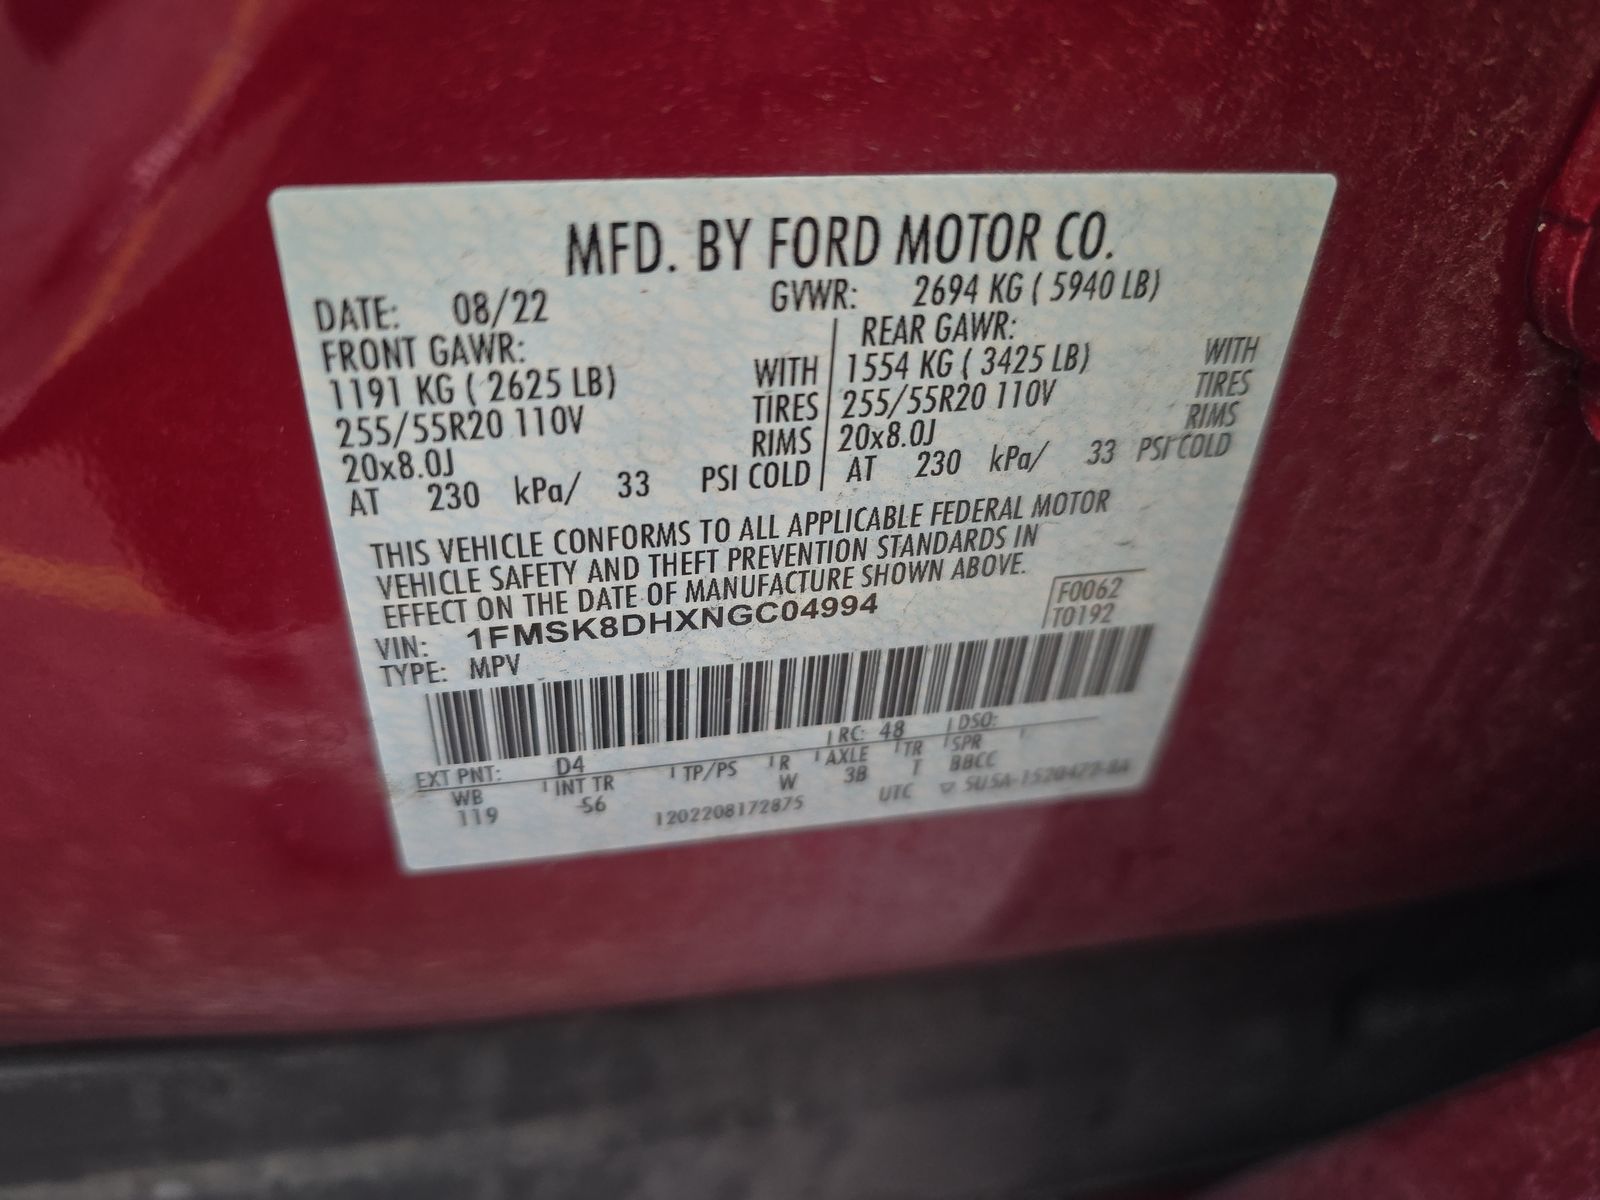 MFD. BY FORD MOTOR CO.
DATE: 08/22 GVWR: 2694 KG ( 5940 LB)
FRONT GAWR: REAR GAWR:
1191 KG ( 2625 LB) WITH 1554 KG ( 3425 LB) WITH
255/55R20 110V TIRES 255/55R20 110V TIRES
20x8.0J RIMS 20x8.0J RIMS
AT 230 kPa/ 33 PSI COLD AT 230 kPa/ 33 PSI COLD
THIS VEHICLE CONFORMS TO ALL APPLICABLE FEDERAL MOTOR
VEHICLE SAFETY AND THEFT PREVENTION STANDARDS IN
EFFECT ON THE DATE OF MANUFACTURE SHOWN ABOVE.
VIN: 1FMSK8DHXNGC04994 F0062
TYPE: MPV T0192
EXT PNT: D4 RC: 48 DSO:
WB INT TR TP/PS R AXLE TR SPR
119 56 W 3B T BBCC
1202208172875 UTC